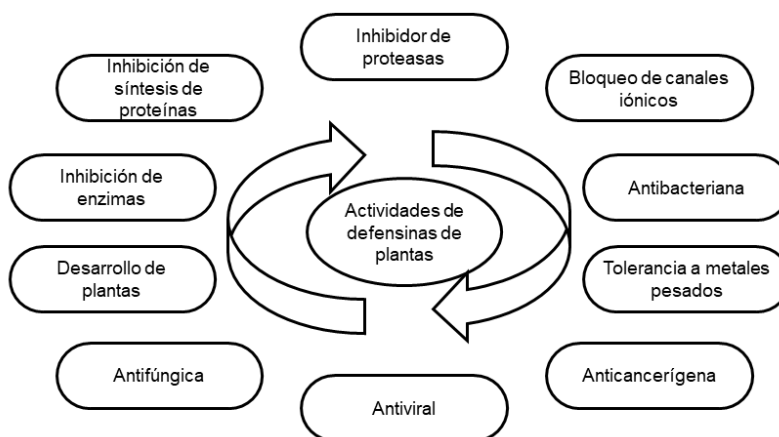 Inhibidor de
proteasas
Inhibición de
síntesis de
proteínas
Bloqueo de canales
iónicos
Inhibición de
enzimas
Antibacteriana
Actividades de
defensinas de
plantas
Desarrollo de
plantas
Tolerancia a metales
pesados
Antifúngica
Anticancerígena
Antiviral